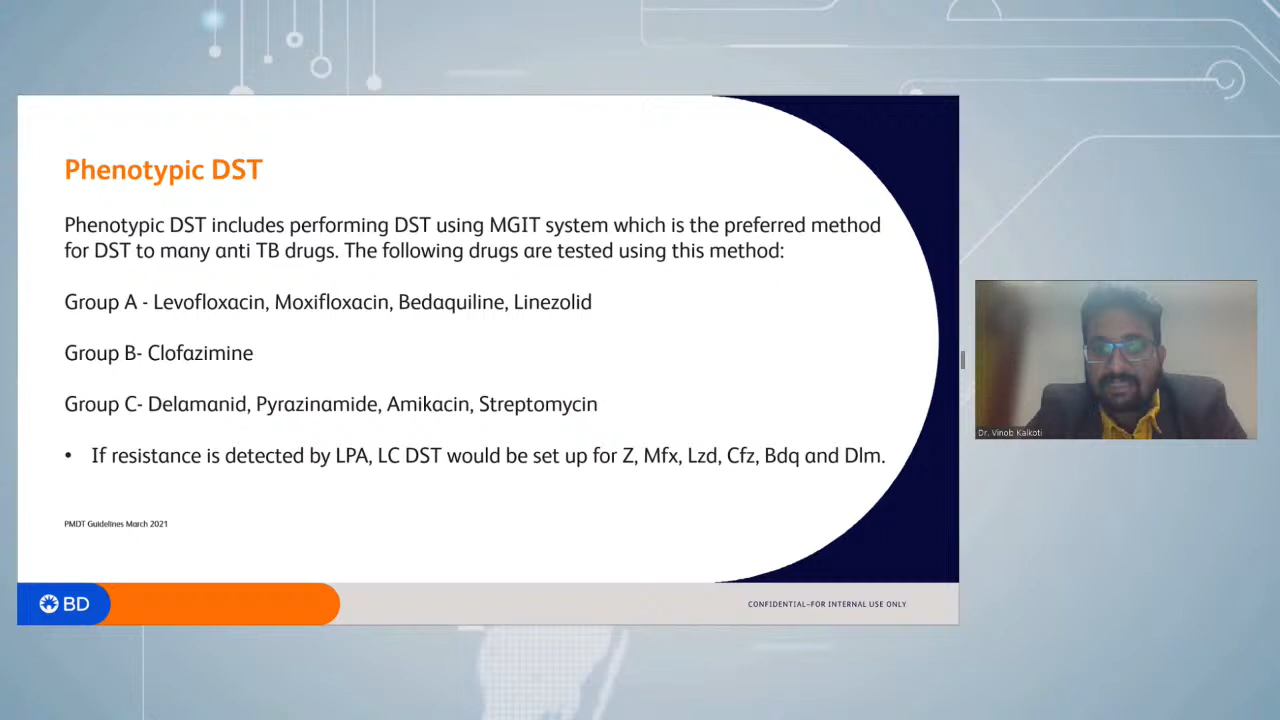 Phenotypic DST
Phenotypic DST includes performing DST using MGIT system which is the preferred method
for DST to many anti TB drugs. The following drugs are tested using this method:
Group A - Levofloxacin, Moxifloxacin, Bedaquiline, Linezolid
Group B- Clofazimine
Group C- Delamanid, Pyrazinamide, Amikacin, Streptomycin
• If resistance is detected by LPA, LC DST would be set up for Z, Mfx, Lzd, Cfz, Bdq and Dlm.
PMDT Guidelines March 2021
BD
CONFIDENTIAL–FOR INTERNAL USE ONLY
Dr. Vinob Kalkoti